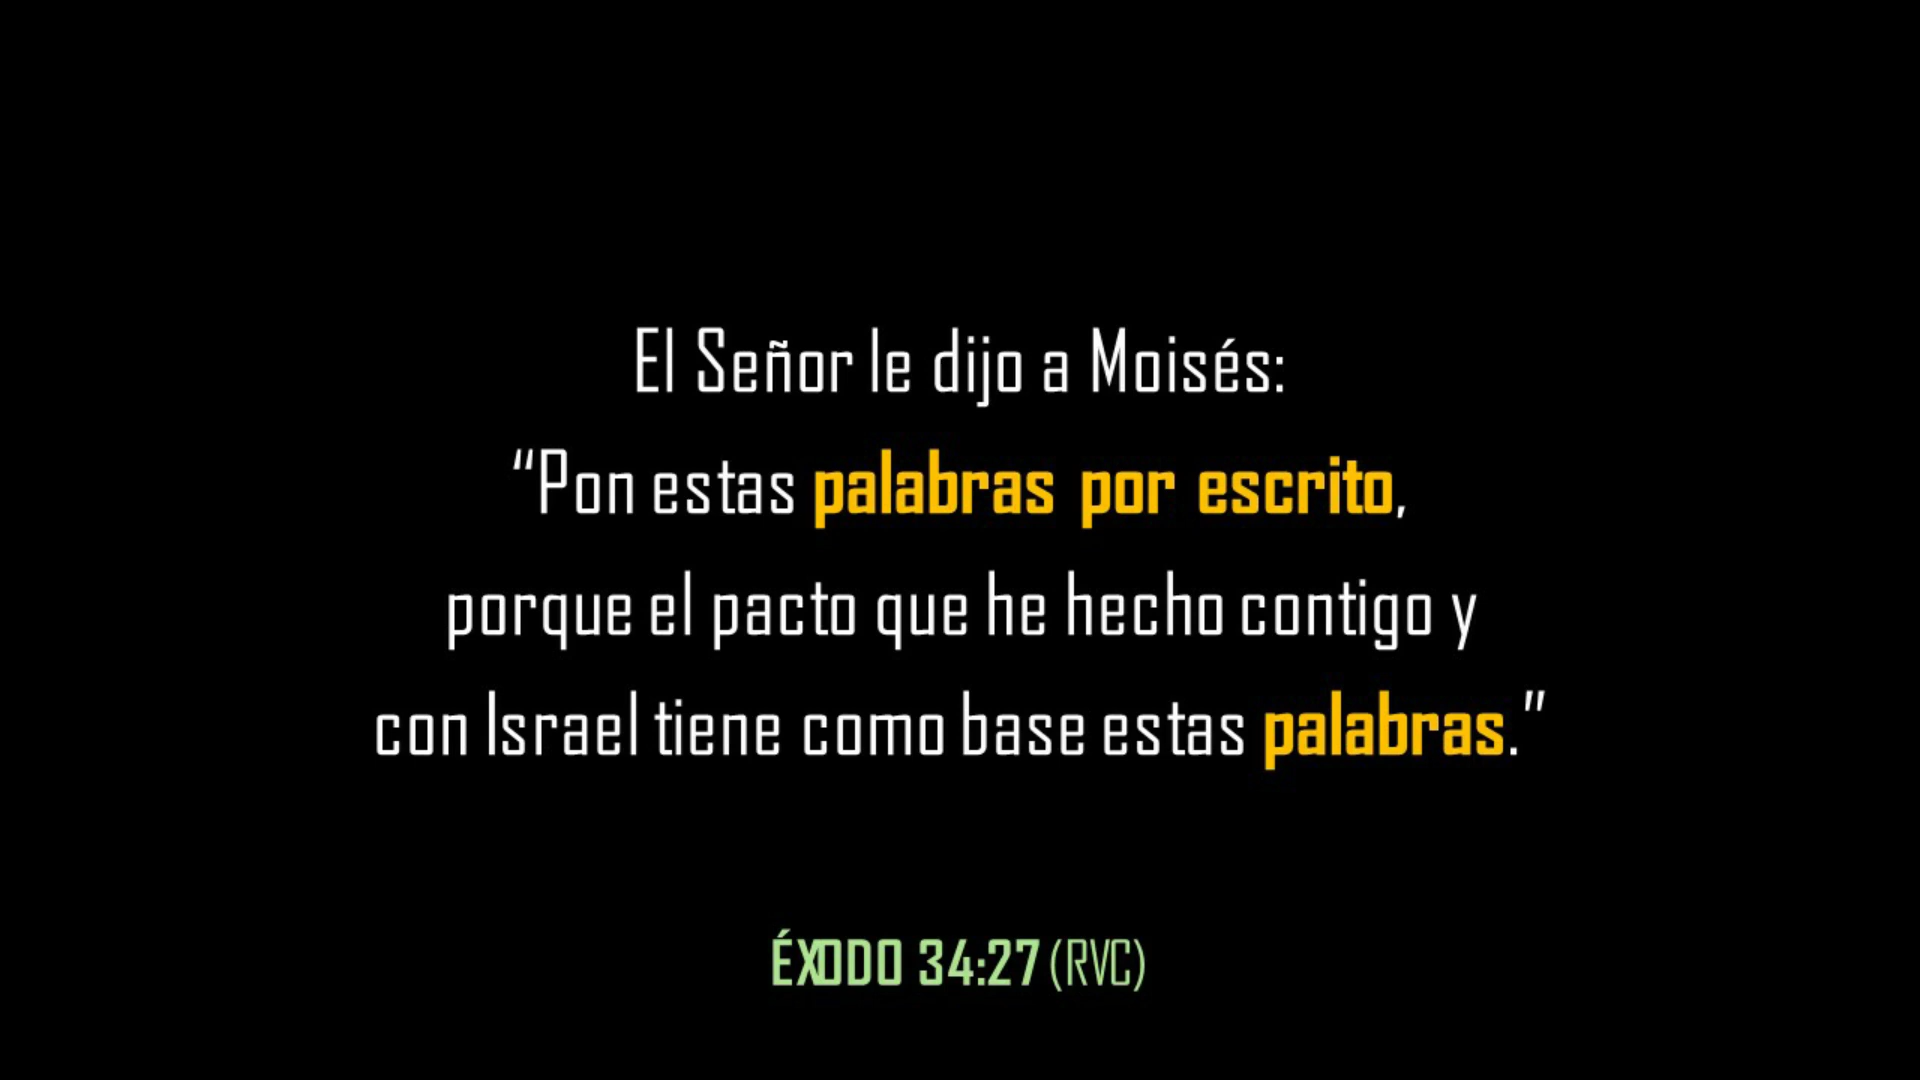 El Señor le dijo a Moisés:
“Pon estas palabras por escrito,
porque el pacto que he hecho contigo y
con Israel tiene como base estas palabras.”
ÉXODO 34:27 (RVC)